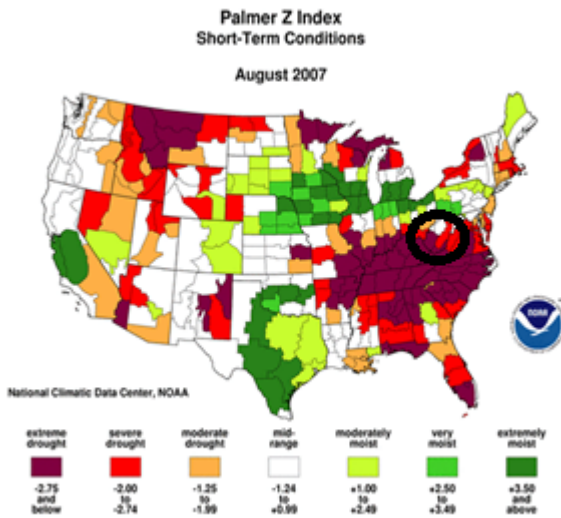 Palmer Z Index
Short-Term Conditions
August 2007
NOAA
National Climatic Data Center, NOAA
extreme drought
severe drought
moderate drought
mid-range
moderately moist
very moist
extremely moist
-2.75 and below
-2.00 to -2.74
-1.25 to -1.99
-1.24 to +0.99
+1.00 to +2.49
+2.50 to +3.49
+3.50 and above